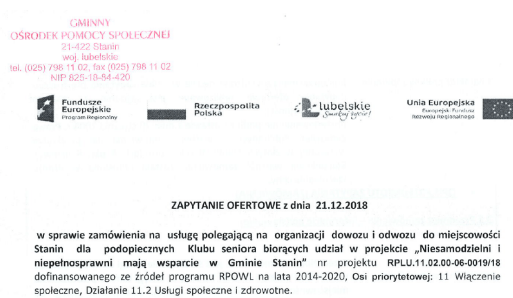 GMINNY
OŚRODEK POMOCY SPOŁECZNEJ
21-422 Stanin
woj. lubelskie
tel. (025) 798 11 02, fax (025) 798 11 02
NIP 825-18-84-420
Fundusze
Europejskie
Program Regionalny
Rzeczpospolita
Polska
lubelskie
Smakuj życie!
Unia Europejska
Europejski Fundusz
Rozwoju Regionalnego
ZAPYTANIE OFERTOWE z dnia 21.12.2018
w sprawie zamówienia na usługę polegającą na organizacji dowozu i odwozu do miejscowości
Stanin dla podopiecznych Klubu seniora biorących udział w projekcie „Niesamodzielni i
niepełnosprawni mają wsparcie w Gminie Stanin" nr projektu RPLU.11.02.00-06-0019/18
dofinansowanego ze źródeł programu RPOWL na lata 2014-2020, Osi priorytetowej: 11 Włączenie
społeczne, Działanie 11.2 Usługi społeczne i zdrowotne.